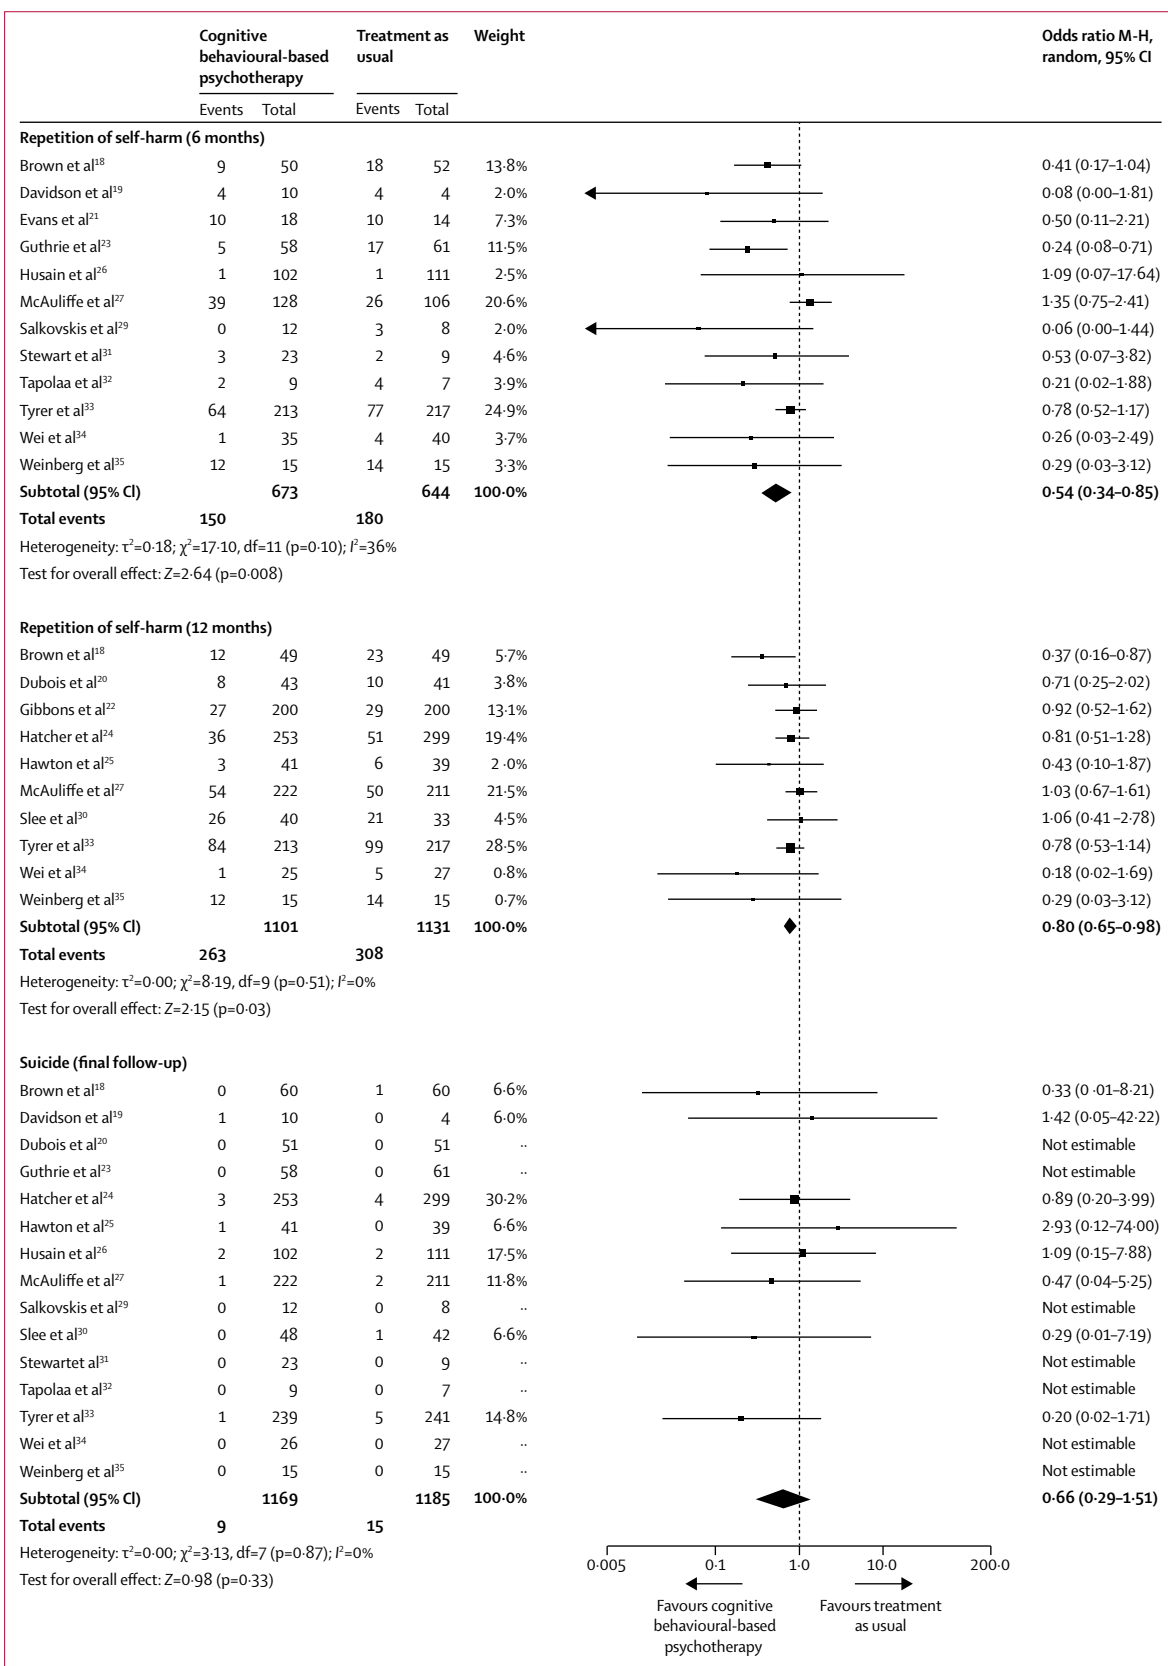 Cognitive behavioural-based psychotherapy Treatment as usual Weight Odds ratio M-H, random, 95% CI
Events Total Events Total
Repetition of self-harm (6 months)
Brown et al18 9 50 18 52 13·8% 0·41 (0·17–1·04)
Davidson et al19 4 10 4 4 2·0% 0·08 (0·00–1·81)
Evans et al21 10 18 10 14 7·3% 0·50 (0·11–2·21)
Guthrie et al23 5 58 17 61 11·5% 0·24 (0·08–0·71)
Husain et al26 1 102 1 111 2·5% 1·09 (0·07–17·64)
McAuliffe et al27 39 128 26 106 20·6% 1·35 (0·75–2·41)
Salkovskis et al29 0 12 3 8 2·0% 0·06 (0·00–1·44)
Stewart et al31 3 23 2 9 4·6% 0·53 (0·07–3·82)
Tapolaa et al32 2 9 4 7 3·9% 0·21 (0·02–1·88)
Tyrer et al33 64 213 77 217 24·9% 0·78 (0·52–1·17)
Wei et al34 1 35 4 40 3·7% 0·26 (0·03–2·49)
Weinberg et al35 12 15 14 15 3·3% 0·29 (0·03–3·12)
Subtotal (95% Cl) 673 644 100·0% 0·54 (0·34–0·85)
Total events 150 180
Heterogeneity: τ²=0·18; χ²=17·10, df=11 (p=0·10); I²=36%
Test for overall effect: Z=2·64 (p=0·008)
Repetition of self-harm (12 months)
Brown et al18 12 49 23 49 5·7% 0·37 (0·16–0·87)
Dubois et al20 8 43 10 41 3·8% 0·71 (0·25–2·02)
Gibbons et al22 27 200 29 200 13·1% 0·92 (0·52–1·62)
Hatcher et al24 36 253 51 299 19·4% 0·81 (0·51–1·28)
Hawton et al25 3 41 6 39 2·0% 0·43 (0·10–1·87)
McAuliffe et al27 54 222 50 211 21·5% 1·03 (0·67–1·61)
Slee et al30 26 40 21 33 4·5% 1·06 (0·41 –2·78)
Tyrer et al33 84 213 99 217 28·5% 0·78 (0·53–1·14)
Wei et al34 1 25 5 27 0·8% 0·18 (0·02–1·69)
Weinberg et al35 12 15 14 15 0·7% 0·29 (0·03–3·12)
Subtotal (95% Cl) 1101 1131 100·0% 0·80 (0·65–0·98)
Total events 263 308
Heterogeneity: τ²=0·00; χ²=8·19, df=9 (p=0·51); I²=0%
Test for overall effect: Z=2·15 (p=0·03)
Suicide (final follow-up)
Brown et al18 0 60 1 60 6·6% 0·33 (0 ·01–8·21)
Davidson et al19 1 10 0 4 6·0% 1·42 (0·05–42·22)
Dubois et al20 0 51 0 51 ·· Not estimable
Guthrie et al23 0 58 0 61 ·· Not estimable
Hatcher et al24 3 253 4 299 30·2% 0·89 (0·20–3·99)
Hawton et al25 1 41 0 39 6·6% 2·93 (0·12–74·00)
Husain et al26 2 102 2 111 17·5% 1·09 (0·15–7·88)
McAuliffe et al27 1 222 2 211 11·8% 0·47 (0·04–5·25)
Salkovskis et al29 0 12 0 8 ·· Not estimable
Slee et al30 0 48 1 42 6·6% 0·29 (0·01–7·19)
Stewartet al31 0 23 0 9 ·· Not estimable
Tapolaa et al32 0 9 0 7 ·· Not estimable
Tyrer et al33 1 239 5 241 14·8% 0·20 (0·02–1·71)
Wei et al34 0 26 0 27 ·· Not estimable
Weinberg et al35 0 15 0 15 ·· Not estimable
Subtotal (95% Cl) 1169 1185 100·0% 0·66 (0·29–1·51)
Total events 9 15
Heterogeneity: τ²=0·00; χ²=3·13, df=7 (p=0·87); I²=0%
Test for overall effect: Z=0·98 (p=0·33)
0·005 0·1 1·0 10·0 200·0
Favours cognitive behavioural-based psychotherapy Favours treatment as usual